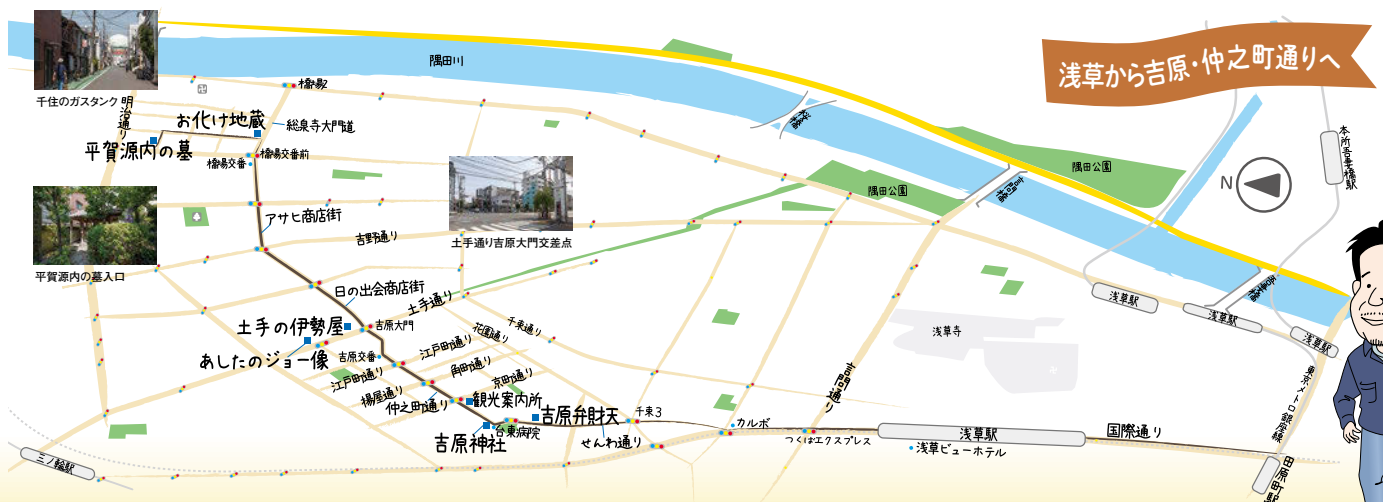 浅草から吉原・仲之町通りへ
千住のガスタンク
明治通り
隅田川
橋場2
お化け地蔵
総泉寺大門道
平賀源内の墓
橋場交番
橋場交番前
アサヒ商店街
平賀源内の墓入口
吉野通り
土手通り吉原大門交差点
桜橋
隅田公園
隅田公園
言問橋
N
本所吾妻橋駅
日の出会商店街
土手通り
土手の伊勢屋
吉原大門
あしたのジョー像
吉原交番
江戸町通り
江戸町通り
花園通り
千束通り
角町通り
揚屋通り
京町通り
仲之町通り
観光案内所
吉原弁財天
吉原神社
台東病院
せんわ通り
千束3
カルボ
言問通り
浅草寺
浅草駅
浅草駅
浅草駅
吾妻橋
東京メトロ銀座線
つくばエクスプレス
浅草駅
浅草ビューホテル
国際通り
田原町駅
三ノ輪駅